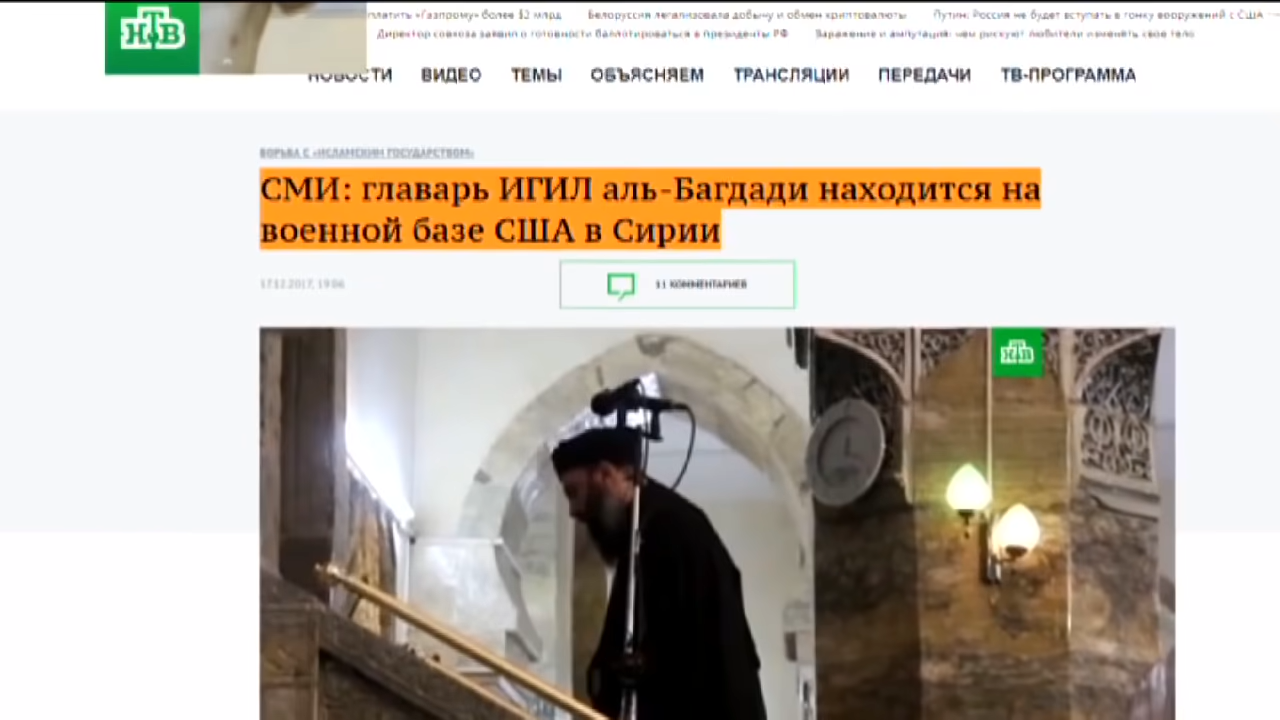 НТВ
платить «Газпрому» более $2 млрд Белоруссия легализовала добычу и обмен криптовалюты Путин: Россия не будет вступать в гонку вооружений с США
Директор совхоза заявил о готовности баллотироваться в президенты РФ Заражение и ампутация: чем рискуют любители изменять свое тело
НОВОСТИ ВИДЕО ТЕМЫ ОБЪЯСНЯЕМ ТРАНСЛЯЦИИ ПЕРЕДАЧИ ТВ-ПРОГРАММА
БОРЬБА С «ИСЛАМСКИМ ГОСУДАРСТВОМ»
СМИ: главарь ИГИЛ аль-Багдади находится на
военной базе США в Сирии
17.12.2017, 19:06
11 КОММЕНТАРИЕВ
НТВ